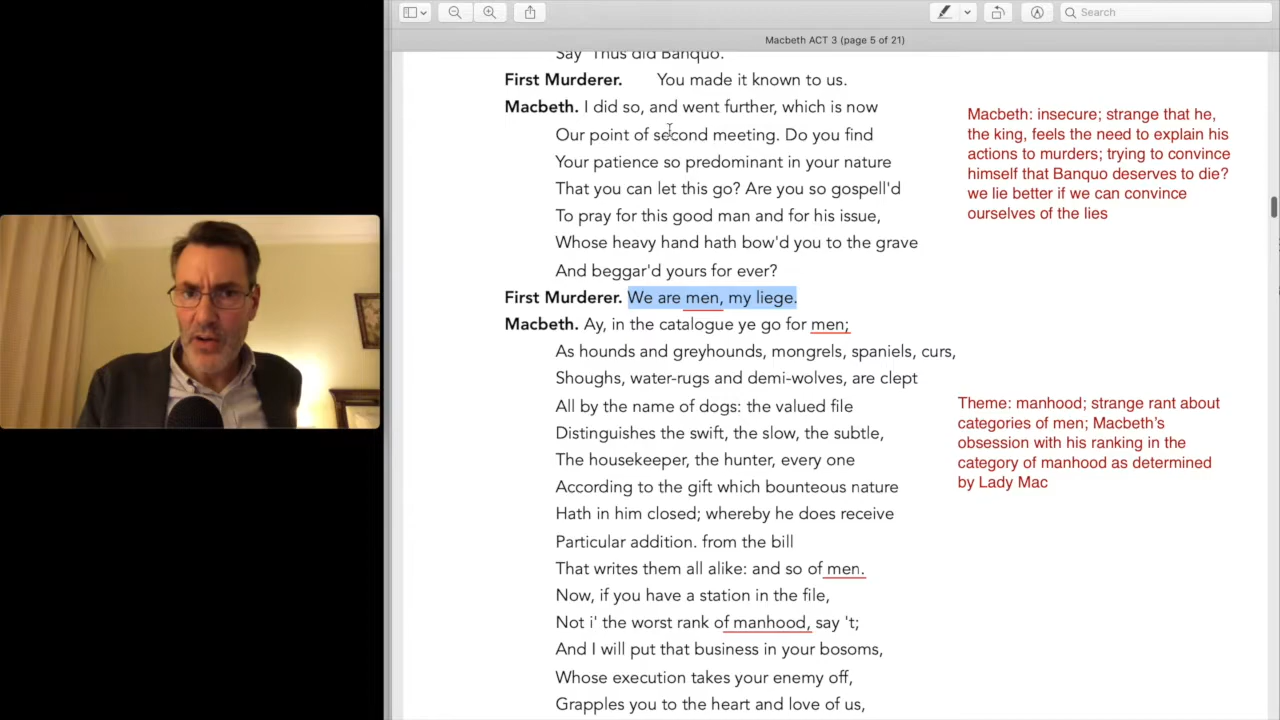 Search
Macbeth ACT 3 (page 5 of 21)
Say 'Thus did Banquo.'
First Murderer. You made it known to us.
Macbeth. I did so, and went further, which is now
Our point of second meeting. Do you find
Your patience so predominant in your nature
That you can let this go? Are you so gospell'd
To pray for this good man and for his issue,
Whose heavy hand hath bow'd you to the grave
And beggar'd yours for ever?
First Murderer. We are men, my liege.
Macbeth. Ay, in the catalogue ye go for men;
As hounds and greyhounds, mongrels, spaniels, curs,
Shoughs, water-rugs and demi-wolves, are clept
All by the name of dogs: the valued file
Distinguishes the swift, the slow, the subtle,
The housekeeper, the hunter, every one
According to the gift which bounteous nature
Hath in him closed; whereby he does receive
Particular addition. from the bill
That writes them all alike: and so of men.
Now, if you have a station in the file,
Not i' the worst rank of manhood, say 't;
And I will put that business in your bosoms,
Whose execution takes your enemy off,
Grapples you to the heart and love of us,
Macbeth: insecure; strange that he,
the king, feels the need to explain his
actions to murders; trying to convince
himself that Banquo deserves to die?
we lie better if we can convince
ourselves of the lies
Theme: manhood; strange rant about
categories of men; Macbeth's
obsession with his ranking in the
category of manhood as determined
by Lady Mac